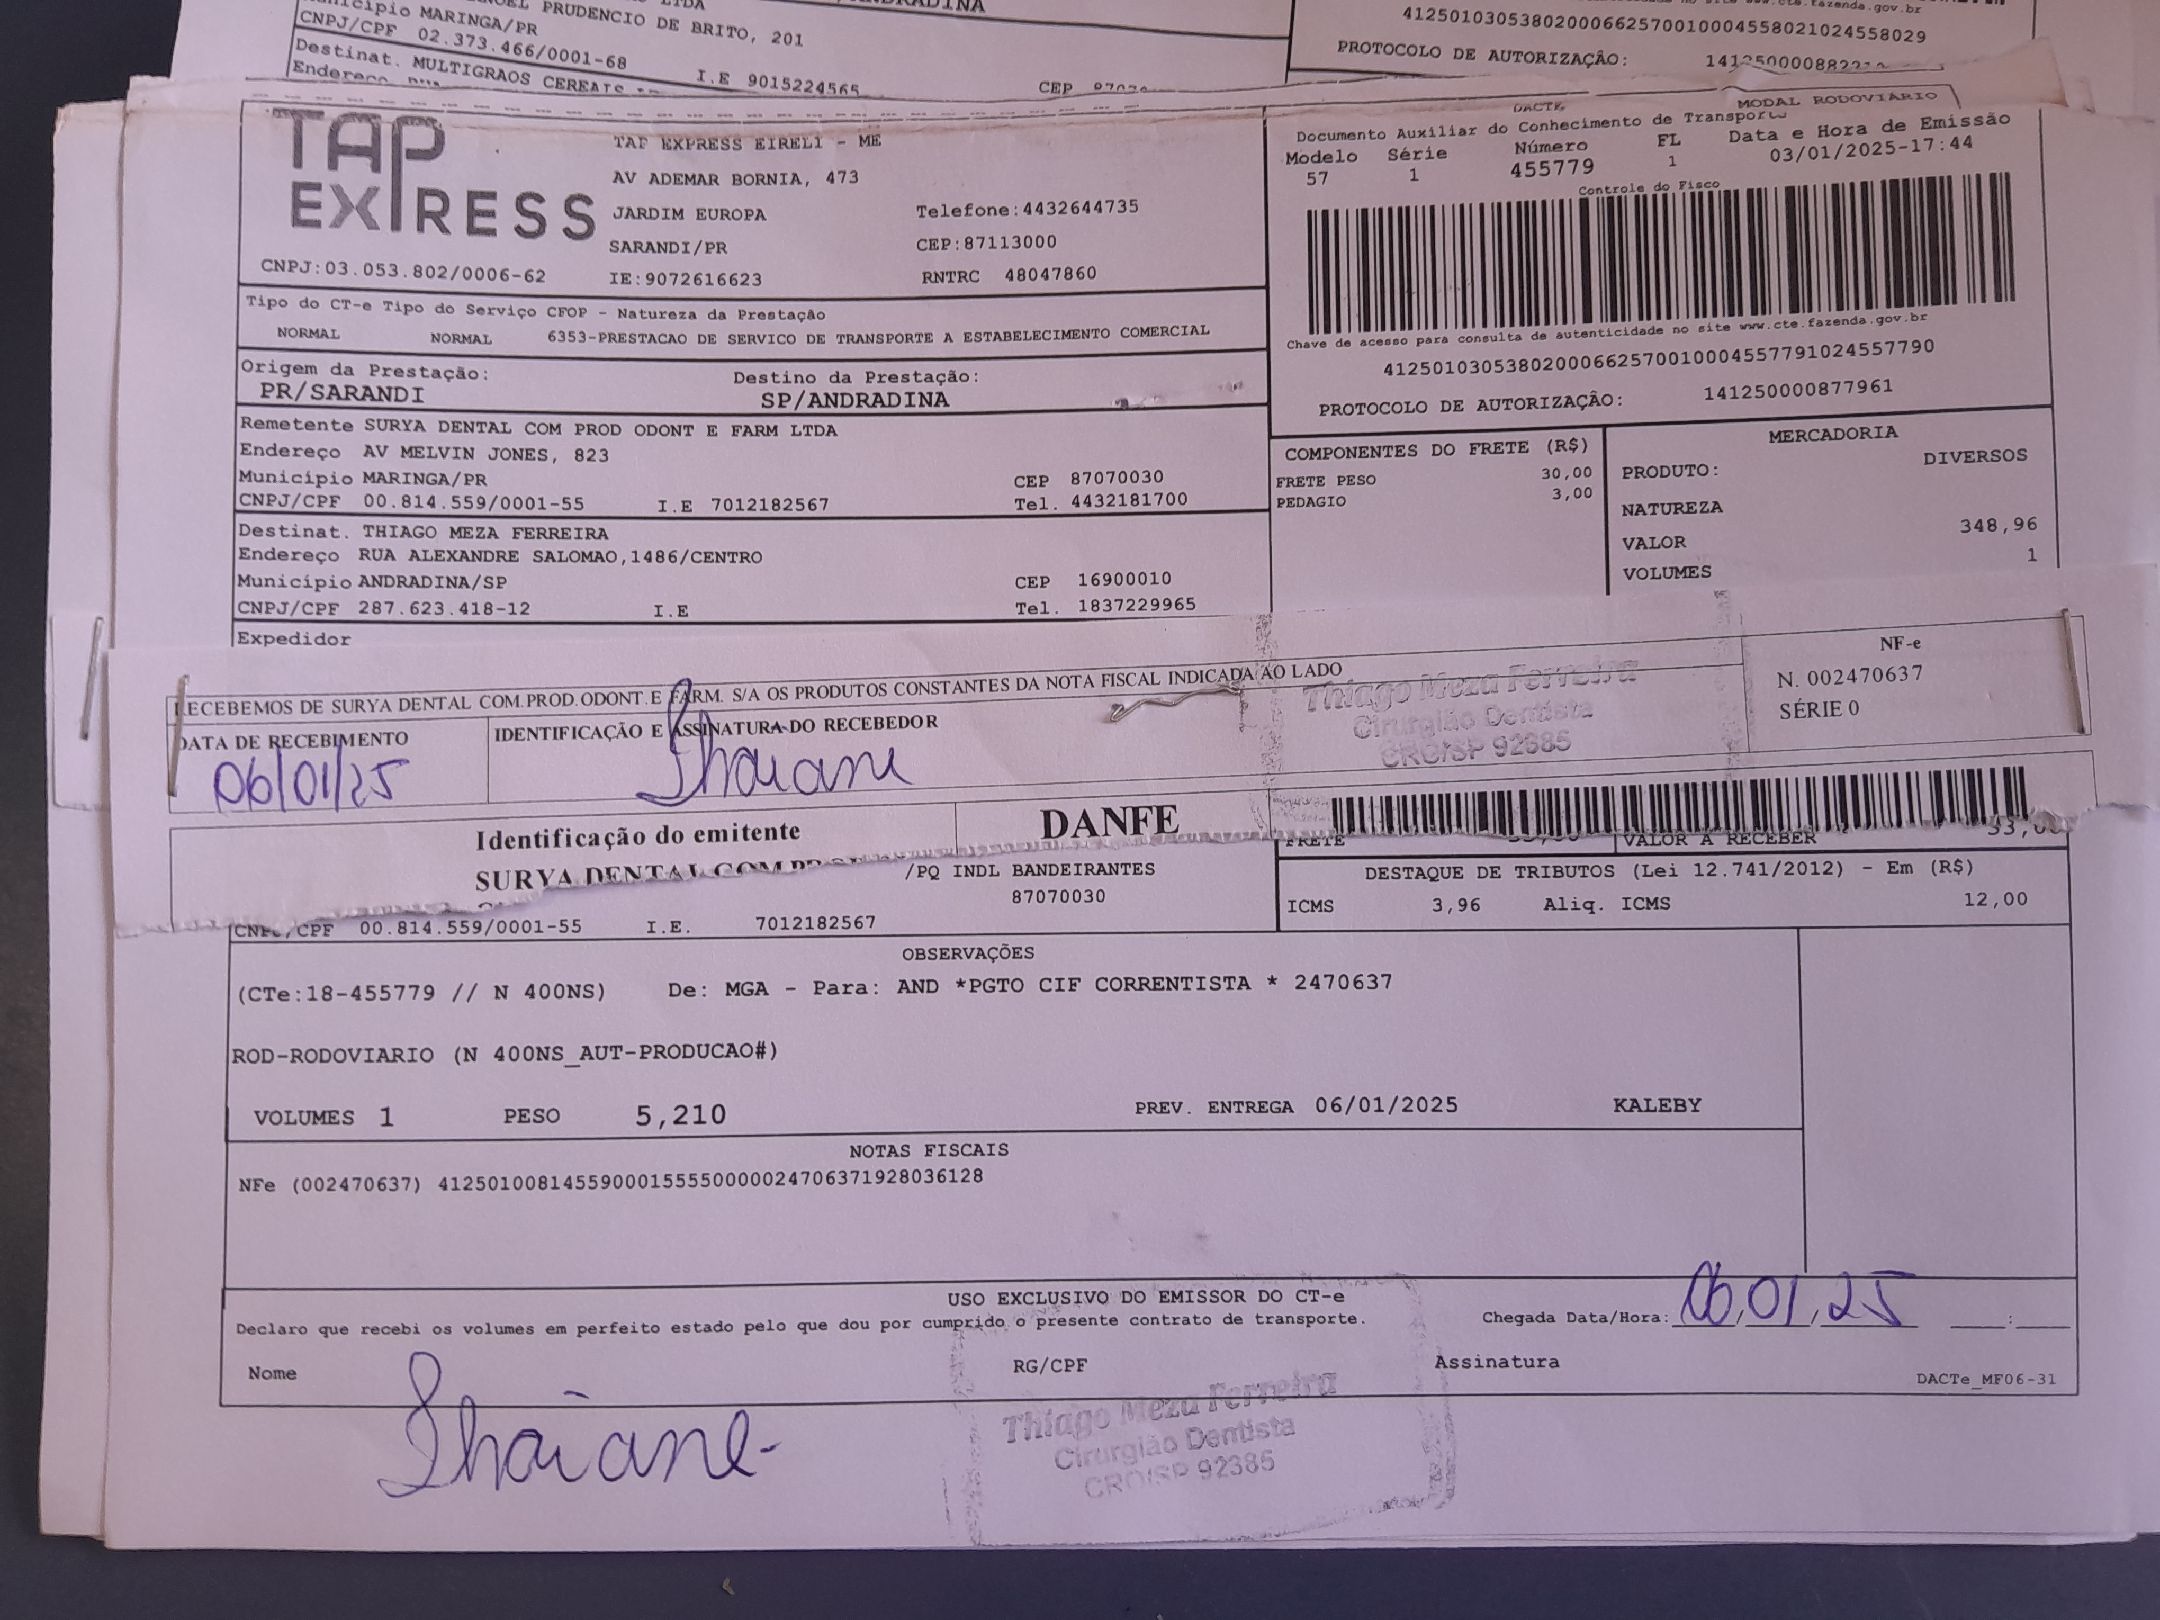 PRUDENCIO DE BRITO, 201
MARINGA/PR
CNPJ/CPF 02.373.466/0001-68
I.E 9015224565
Destinat. MULTIGRAOS CEREAIS
Endereço
CEP
41250103053802000662570010004558021024558029
PROTOCOLO DE AUTORIZAÇÃO:
TAP EXPRESS
TAP EXPRESS EIRELI - ME
AV ADEMAR BORNIA, 473
JARDIM EUROPA
Telefone:4432644735
SARANDI/PR
CEP:87113000
CNPJ:03.053.802/0006-62
IE:9072616623
RNTRC 48047860
DACTE
MODAL RODOVIARIO
Documento Auxiliar do Conhecimento de Transporte
Modelo Série Número FL Data e Hora de Emissão
57 1 455779 1 03/01/2025-17:44
Controle do Fisco
Chave de acesso para consulta de autenticidade no site www.cte.fazenda.gov.br
41250103053802000662570010004557791024557790
PROTOCOLO DE AUTORIZAÇÃO: 141250000877961
Tipo do CT-e Tipo do Serviço CFOP - Natureza da Prestação
NORMAL NORMAL 6353-PRESTACAO DE SERVICO DE TRANSPORTE A ESTABELECIMENTO COMERCIAL
Origem da Prestação: Destino da Prestação:
PR/SARANDI SP/ANDRADINA
Remetente SURYA DENTAL COM PROD ODONT E FARM LTDA
Endereço AV MELVIN JONES, 823
Município MARINGA/PR CEP 87070030
CNPJ/CPF 00.814.559/0001-55 I.E 7012182567 Tel. 4432181700
Destinat. THIAGO MEZA FERREIRA
Endereço RUA ALEXANDRE SALOMAO,1486/CENTRO
Município ANDRADINA/SP CEP 16900010
CNPJ/CPF 287.623.418-12 I.E Tel. 1837229965
Expedidor
COMPONENTES DO FRETE (R$)
FRETE PESO 30,00
PEDAGIO 3,00
MERCADORIA
PRODUTO: DIVERSOS
NATUREZA
VALOR 348,96
VOLUMES 1
RECEBEMOS DE SURYA DENTAL COM.PROD.ODONT.E FARM. S/A OS PRODUTOS CONSTANTES DA NOTA FISCAL INDICADA AO LADO
DATA DE RECEBIMENTO
06/01/25
IDENTIFICAÇÃO E ASSINATURA DO RECEBEDOR
Thaiane
Thiago Meza Ferreira
Cirurgião Dentista
CRO/SP 92385
NF-e
N. 002470637
SÉRIE 0
Identificação do emitente
DANFE
SURYA DENTAL
/PQ INDL BANDEIRANTES
87070030
CNPJ/CPF 00.814.559/0001-55 I.E. 7012182567
FRETE
VALOR A RECEBER
DESTAQUE DE TRIBUTOS (Lei 12.741/2012) - Em (R$)
ICMS 3,96 Aliq. ICMS 12,00
OBSERVAÇÕES
(CTe:18-455779 // N 400NS) De: MGA - Para: AND *PGTO CIF CORRENTISTA * 2470637
ROD-RODOVIARIO (N 400NS_AUT-PRODUCAO#)
VOLUMES 1 PESO 5,210 PREV. ENTREGA 06/01/2025 KALEBY
NOTAS FISCAIS
NFe (002470637) 41250100814559000155550000024706371928036128
USO EXCLUSIVO DO EMISSOR DO CT-e
Declaro que recebi os volumes em perfeito estado pelo que dou por cumprido o presente contrato de transporte.
Chegada Data/Hora: 06,01,25 :
Nome RG/CPF Assinatura
DACTe_MF06-31
Thaiane
Thiago Meza Ferreira
Cirurgião Dentista
CRO/SP 92385